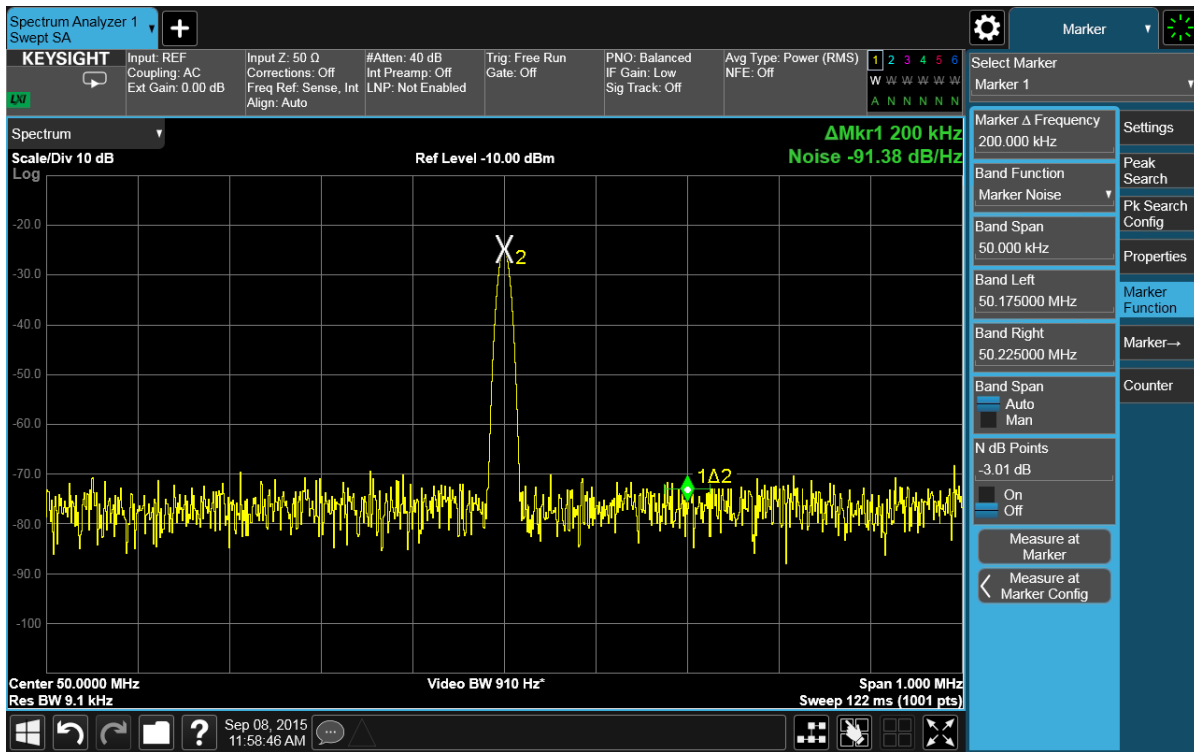 Spectrum Analyzer 1
Swept SA
KEYSIGHT
LXI
Input: REF
Coupling: AC
Ext Gain: 0.00 dB
Input Z: 50 Ω
Corrections: Off
Freq Ref: Sense, Int
Align: Auto
#Atten: 40 dB
Int Preamp: Off
LNP: Not Enabled
Trig: Free Run
Gate: Off
PNO: Balanced
IF Gain: Low
Sig Track: Off
Avg Type: Power (RMS)
NFE: Off
1 2 3 4 5 6
W W W W W W
A N N N N N
Spectrum
Scale/Div 10 dB
Log
Ref Level -10.00 dBm
ΔMkr1 200 kHz
Noise -91.38 dB/Hz
-20.0
-30.0
-40.0
-50.0
-60.0
-70.0
-80.0
-90.0
-100
X2
1Δ2
Center 50.0000 MHz
Res BW 9.1 kHz
Video BW 910 Hz*
Span 1.000 MHz
Sweep 122 ms (1001 pts)
?
Sep 08, 2015
11:58:46 AM
Marker
Select Marker
Marker 1
Marker Δ Frequency
200.000 kHz
Band Function
Marker Noise
Band Span
50.000 kHz
Band Left
50.175000 MHz
Band Right
50.225000 MHz
Band Span
Auto
Man
N dB Points
-3.01 dB
On
Off
Measure at
Marker
Measure at
Marker Config
Settings
Peak
Search
Pk Search
Config
Properties
Marker
Function
Marker→
Counter